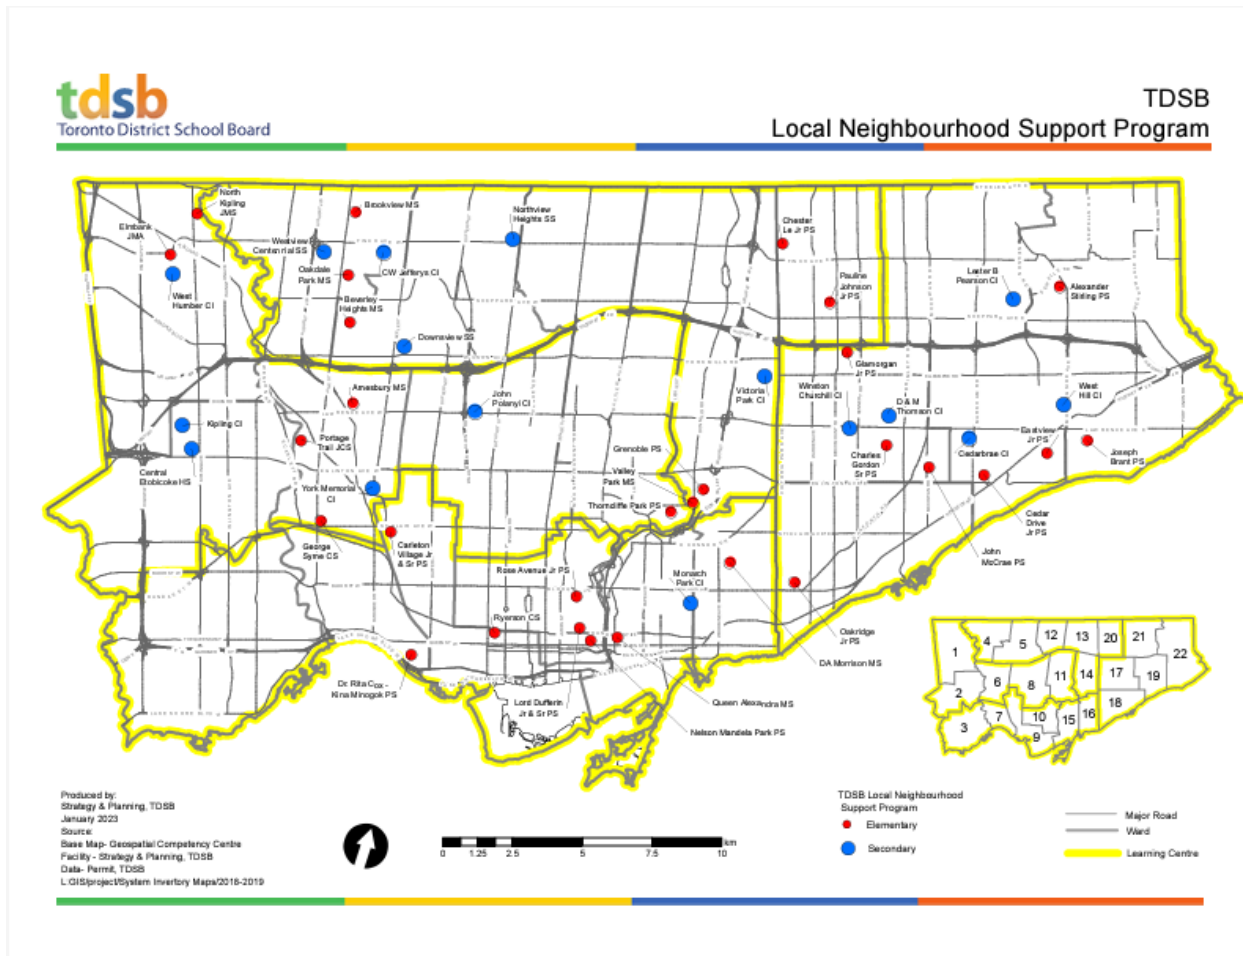 tdsb
Toronto District School Board
TDSB
Local Neighbourhood Support Program
North
Kipling
JMS
Elmbank
JMA
West
Humber CI
Brookview MS
Westview
Centennial SS
Oakdale
Park MS
CW Jefferys CI
Beverley
Heights MS
Northview
Heights SS
Downsview SS
Chester
Le Jr PS
Pauline
Johnson
Jr PS
Lester B
Pearson CI
Alexander
Stirling PS
Amesbury MS
John
Polanyi CI
Victoria
Park CI
Winston
Churchill CI
Glamorgan
Jr PS
D & M
Thomson CI
West
Hill CI
Kipling CI
Central
Etobicoke HS
Portage
Trail JCS
York Memorial
CI
Grenoble PS
Valley
Park MS
Thorncliffe Park PS
Charles
Gordon
Sr PS
Cedarbrae CI
Eastview
Jr PS
Joseph
Brant PS
Cedar
Drive
Jr PS
John
McCrae PS
George
Syme CS
Carleton
Village Jr
& Sr PS
Rose Avenue Jr PS
Monarch
Park CI
Ryerson CS
Oakridge
Jr PS
DA Morrison MS
Dr. Rita Cox -
Kina Minogok PS
Lord Dufferin
Jr & Sr PS
Queen Alexandra MS
Nelson Mandela Park PS
1
2
3
4
5
6
7
8
9
10
11
12
13
14
15
16
17
18
19
20
21
22
Produced by:
Strategy & Planning, TDSB
January 2023
Source:
Base Map- Geospatial Competency Centre
Facility - Strategy & Planning, TDSB
Data- Permit, TDSB
L:GIS/project/System Invertory Maps/2018-2019
0 1.25 2.5 5 7.5 10 km
TDSB Local Neighbourhood
Support Program
Elementary
Secondary
Major Road
Ward
Learning Centre